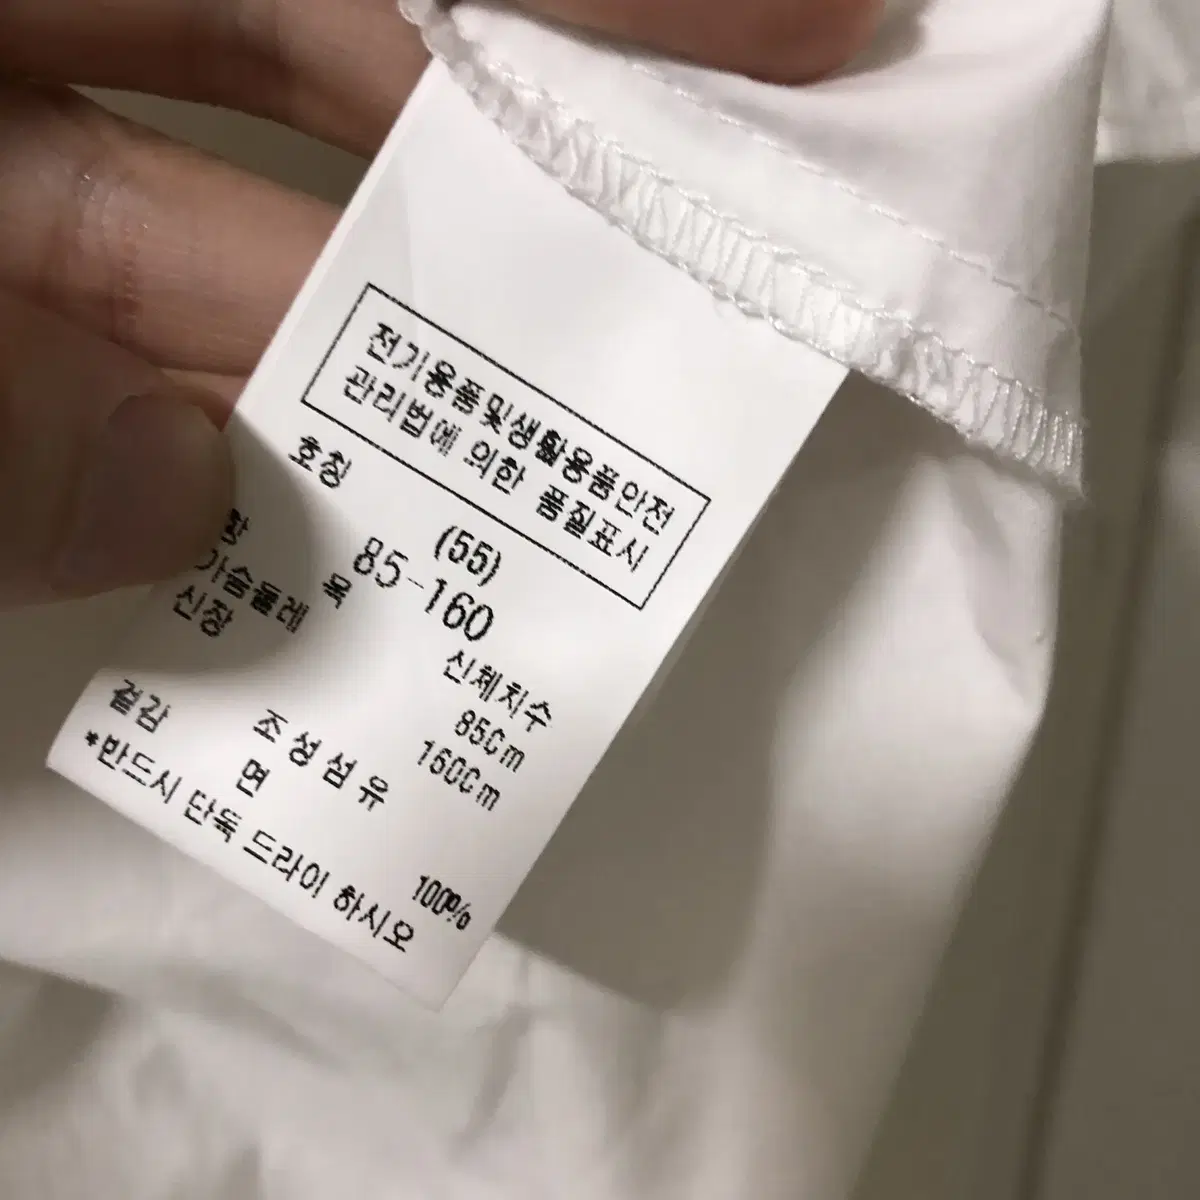 전기용품및생활용품안전
관리법에 의한 품질표시
호칭
(55)
85-160
항 목
신체치수
가슴둘레 85cm
신장 160cm
조성섬유
겉감 면 100%
*반드시 단독 드라이 하시오